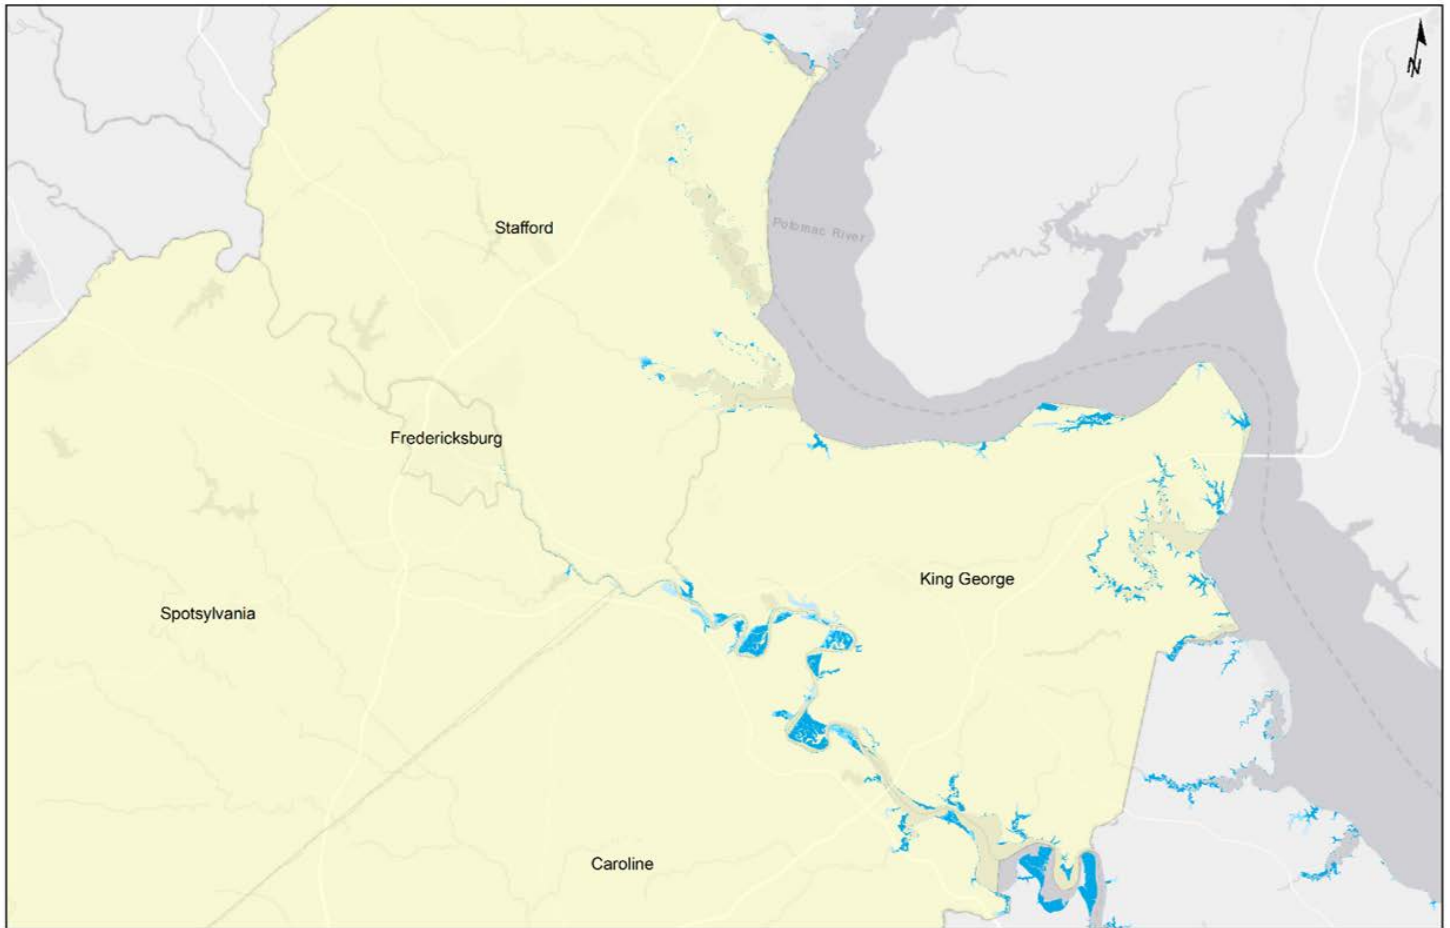 N
Stafford
Potomac River
Fredericksburg
King George
Spotsylvania
Caroline